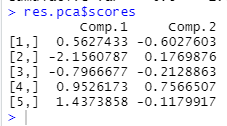 > res.pca$scores
Comp.1 Comp.2
[1,] 0.5627433 -0.6027603
[2,] -2.1560787 0.1769876
[3,] -0.7966677 -0.2128863
[4,] 0.9526173 0.7566507
[5,] 1.4373858 -0.1179917
>